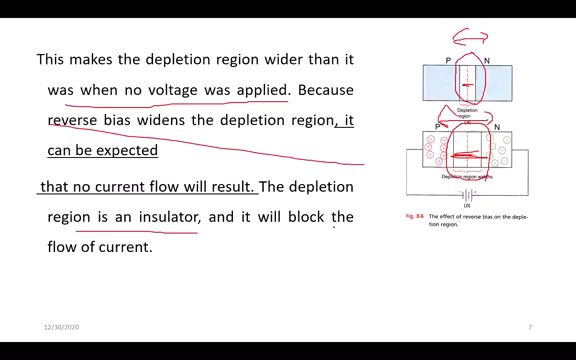 This makes the depletion region wider than it
was when no voltage was applied. Because
reverse bias widens the depletion region, it
can be expected
that no current flow will result. The depletion
region is an insulator, and it will block the
flow of current.
P N
Depletion
region
P N
Depletion region widens
(b)
Fig. 3-6 The effect of reverse bias on the deple-
tion region.
12/30/2020
7